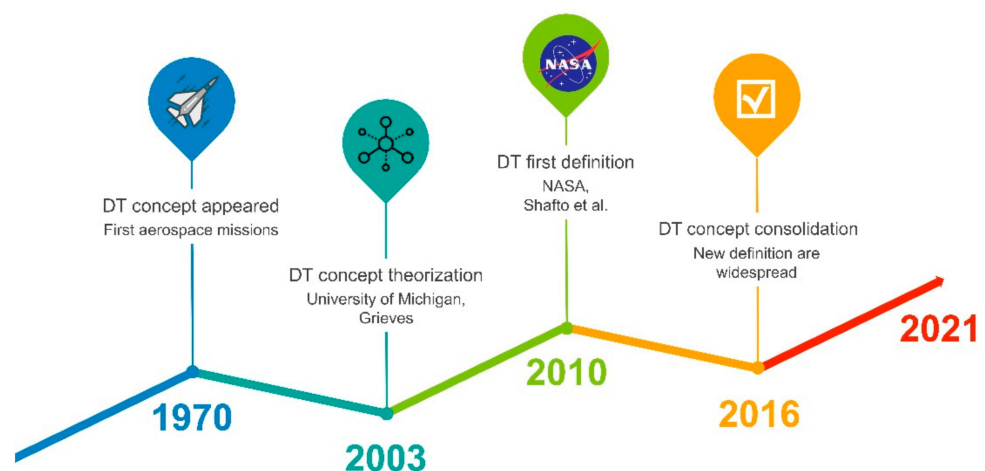 DT concept appeared
First aerospace missions
1970
DT concept theorization
University of Michigan,
Grieves
2003
NASA
DT first definition
NASA,
Shafto et al.
2010
DT concept consolidation
New definition are
widespread
2016
2021